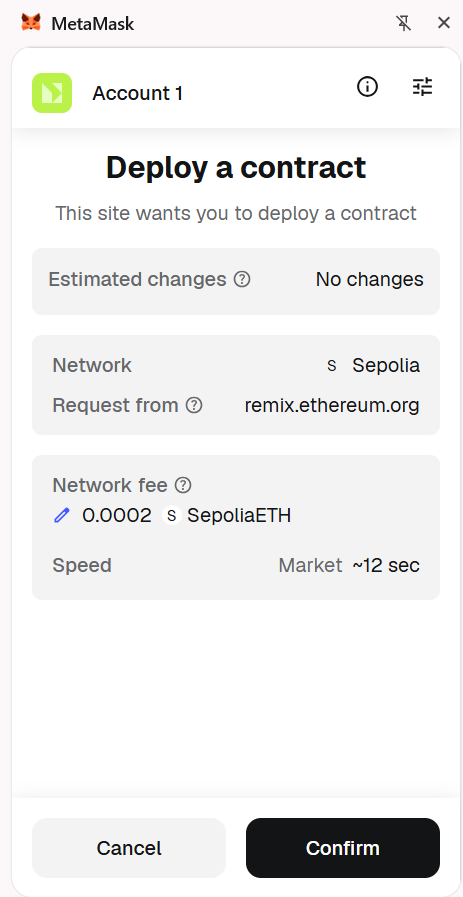 MetaMask
Account 1
Deploy a contract
This site wants you to deploy a contract
Estimated changes ? No changes
Network S Sepolia
Request from ? remix.ethereum.org
Network fee ?
0.0002 S SepoliaETH
Speed Market ~12 sec
Cancel Confirm